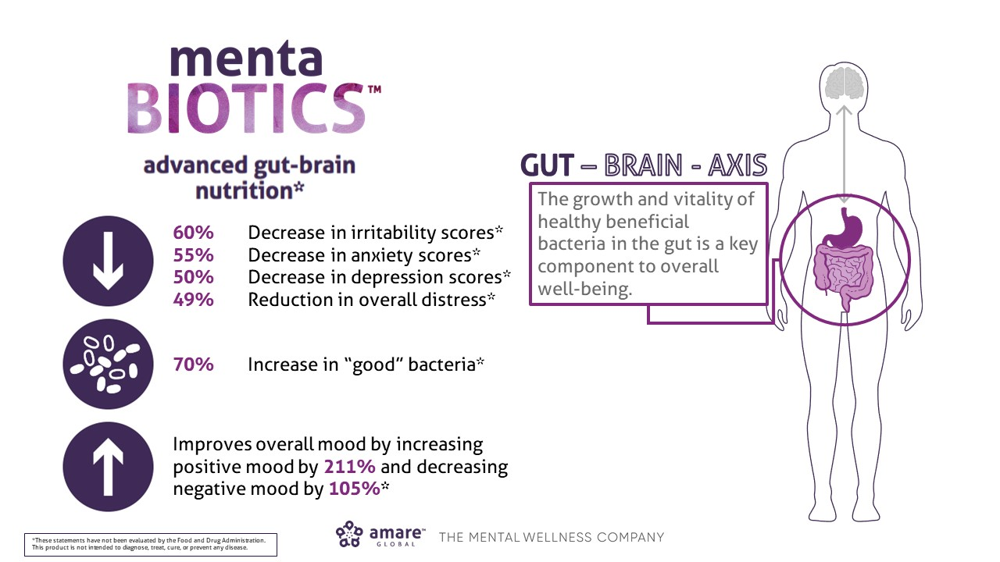 menta
BIOTICS™
advanced gut-brain
nutrition*
60% Decrease in irritability scores*
55% Decrease in anxiety scores*
50% Decrease in depression scores*
49% Reduction in overall distress*
70% Increase in “good” bacteria*
Improves overall mood by increasing
positive mood by 211% and decreasing
negative mood by 105%*
GUT – BRAIN - AXIS
The growth and vitality of
healthy beneficial
bacteria in the gut is a key
component to overall
well-being.
*These statements have not been evaluated by the Food and Drug Administration.
This product is not intended to diagnose, treat, cure, or prevent any disease.
amare™
GLOBAL
THE MENTAL WELLNESS COMPANY